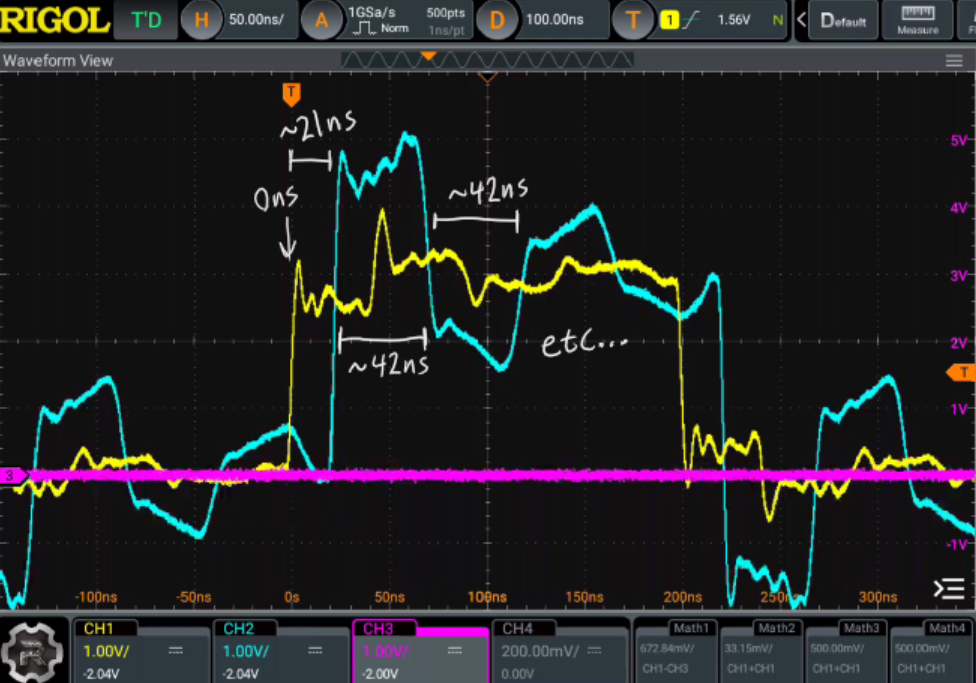 RIGOL T'D H 50.00ns/ A 1GSa/s Norm 500pts 1ns/pt D 100.00ns T 1 1.56V N < Default Measure
Waveform View
T
~21ns
5V
~42ns
0ns
4V
3V
etc...
2V
~42ns
T
1V
3
-1V
-100ns -50ns 0s 50ns 100ns 150ns 200ns 250ns 300ns
CH1 CH2 CH3 CH4 Math1 Math2 Math3 Math4
1.00V/ 1.00V/ 1.00V/ 200.00mV/ 672.84mV/ 33.15mV/ 500.00mV/ 500.00mV/
-2.04V -2.04V -2.00V 0.00V CH1-CH3 CH1+CH1 CH1+CH1 CH1+CH1